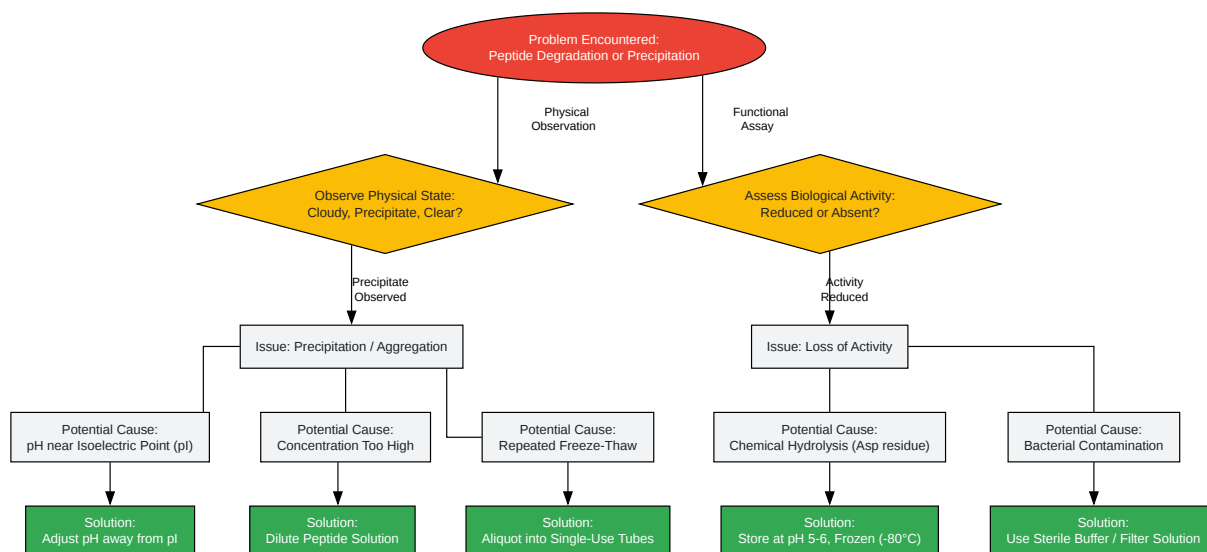 Problem Encountered:
Peptide Degradation or Precipitation
Physical
Observation
Functional
Assay
Observe Physical State:
Cloudy, Precipitate, Clear?
Assess Biological Activity:
Reduced or Absent?
Precipitate
Observed
Activity
Reduced
Issue: Precipitation / Aggregation
Issue: Loss of Activity
Potential Cause:
pH near Isoelectric Point (pI)
Potential Cause:
Concentration Too High
Potential Cause:
Repeated Freeze-Thaw
Potential Cause:
Chemical Hydrolysis (Asp residue)
Potential Cause:
Bacterial Contamination
Solution:
Adjust pH away from pI
Solution:
Dilute Peptide Solution
Solution:
Aliquot into Single-Use Tubes
Solution:
Store at pH 5-6, Frozen (-80°C)
Solution:
Use Sterile Buffer / Filter Solution